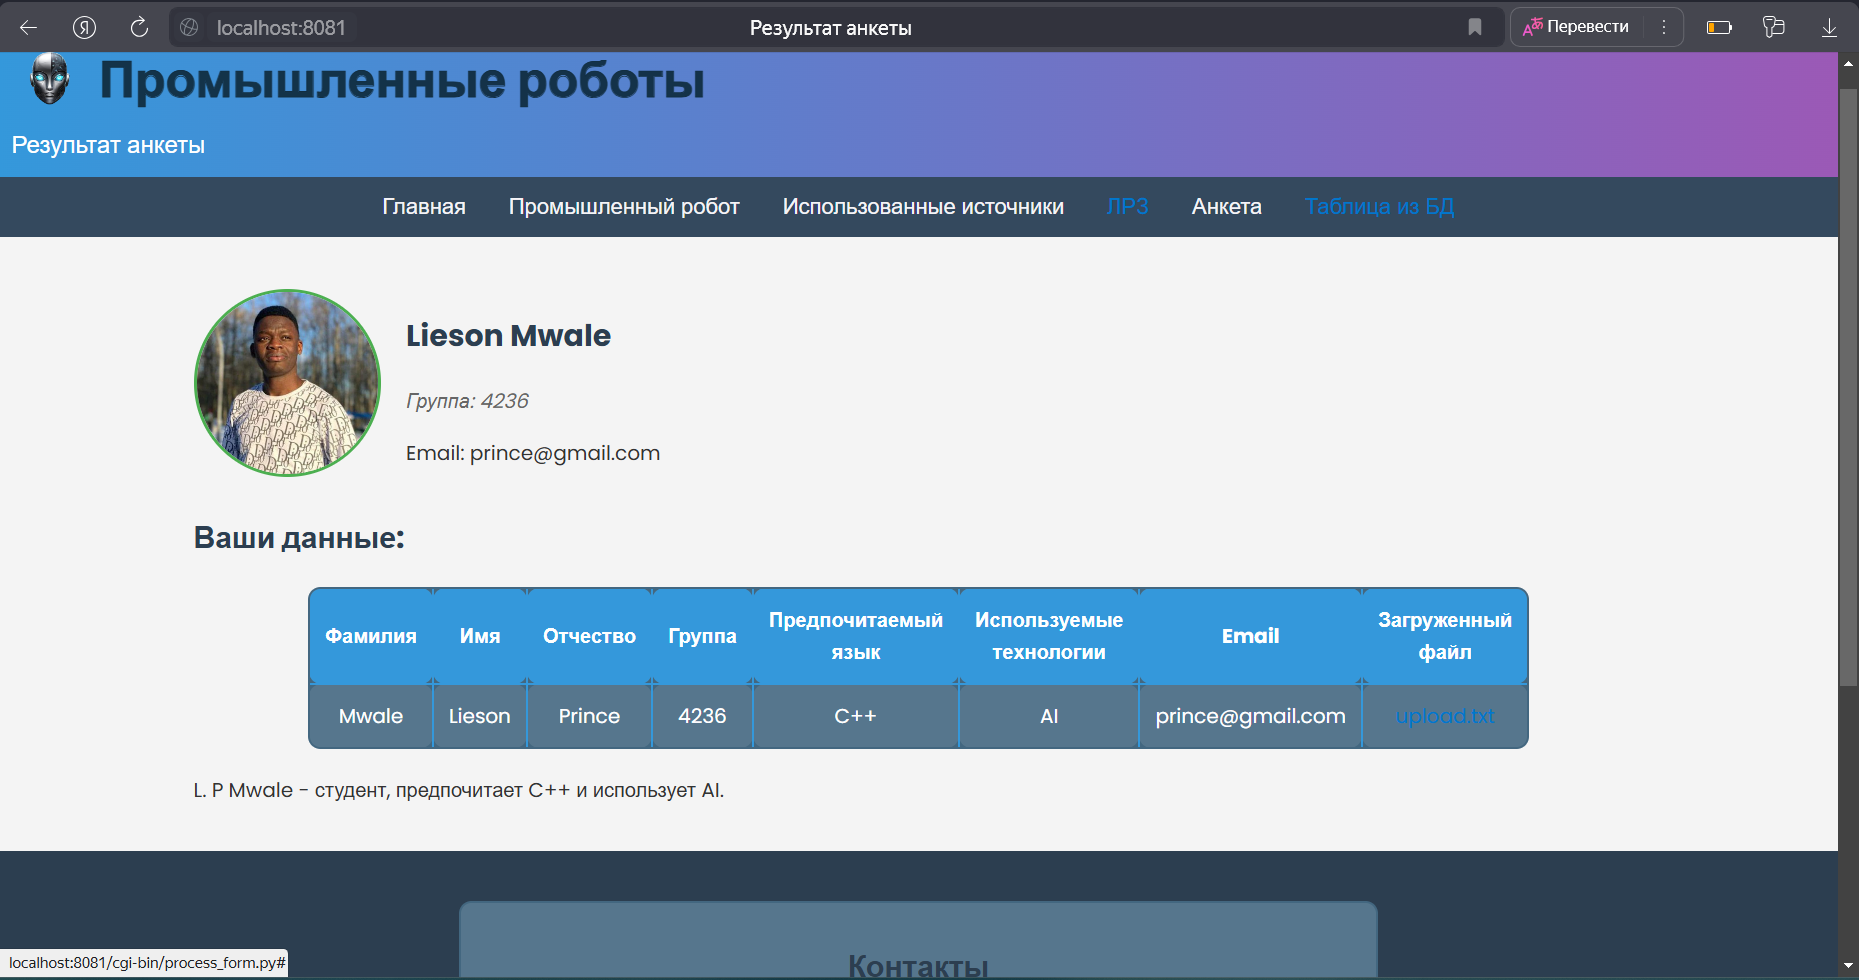 localhost:8081
Результат анкеты
Перевести
Промышленные роботы
Результат анкеты
Главная Промышленный робот Использованные источники ЛР3 Анкета Таблица из БД
Lieson Mwale
Группа: 4236
Email: prince@gmail.com
Ваши данные:
Фамилия Имя Отчество Группа Предпочитаемый язык Используемые технологии Email Загруженный файл
Mwale Lieson Prince 4236 C++ AI prince@gmail.com upload.txt
L. P Mwale - студент, предпочитает C++ и использует AI.
Контакты
localhost:8081/cgi-bin/process_form.py#